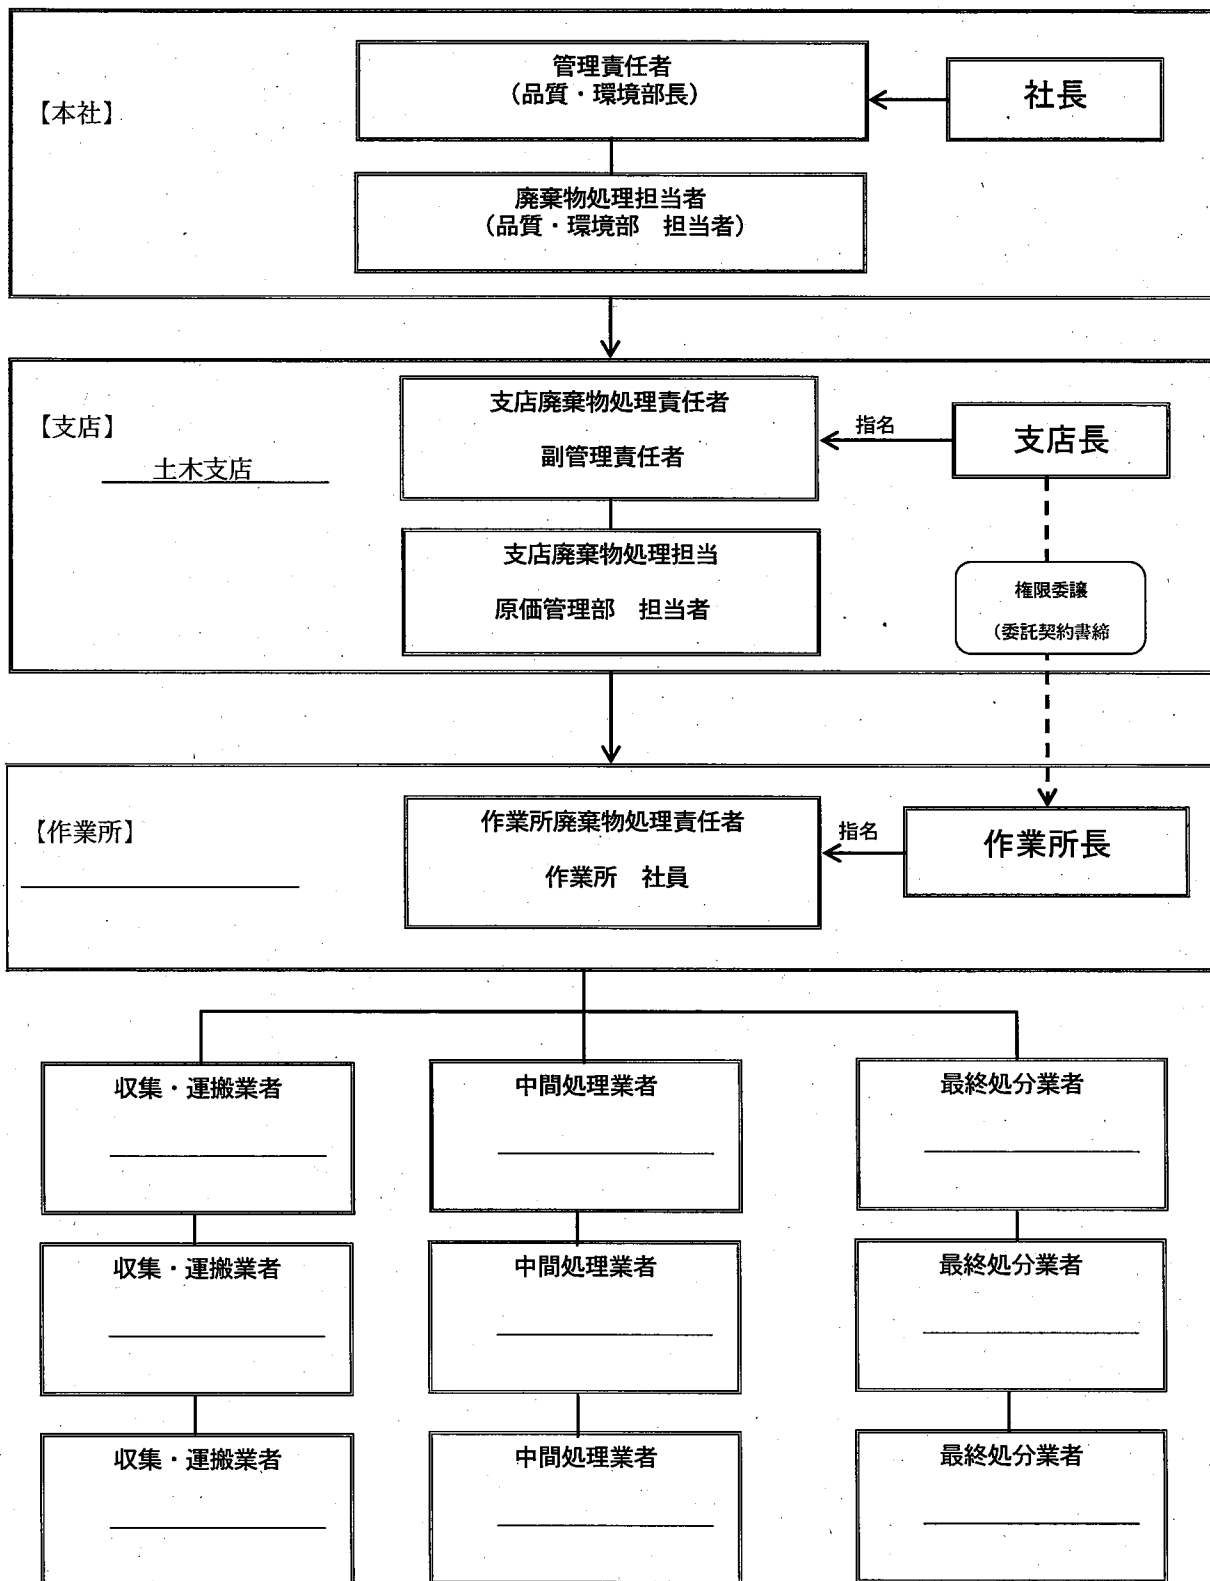 管理責任者
(品質・環境部長)
社長
【本社】
廃棄物処理担当者
(品質・環境部　担当者)
【支店】
土木支店
支店廃棄物処理責任者
副管理責任者
指名
支店長
支店廃棄物処理担当
原価管理部　担当者
権限委譲
(委託契約書締
【作業所】
作業所廃棄物処理責任者
作業所　社員
指名
作業所長
収集・運搬業者
中間処理業者
最終処分業者
収集・運搬業者
中間処理業者
最終処分業者
収集・運搬業者
中間処理業者
最終処分業者